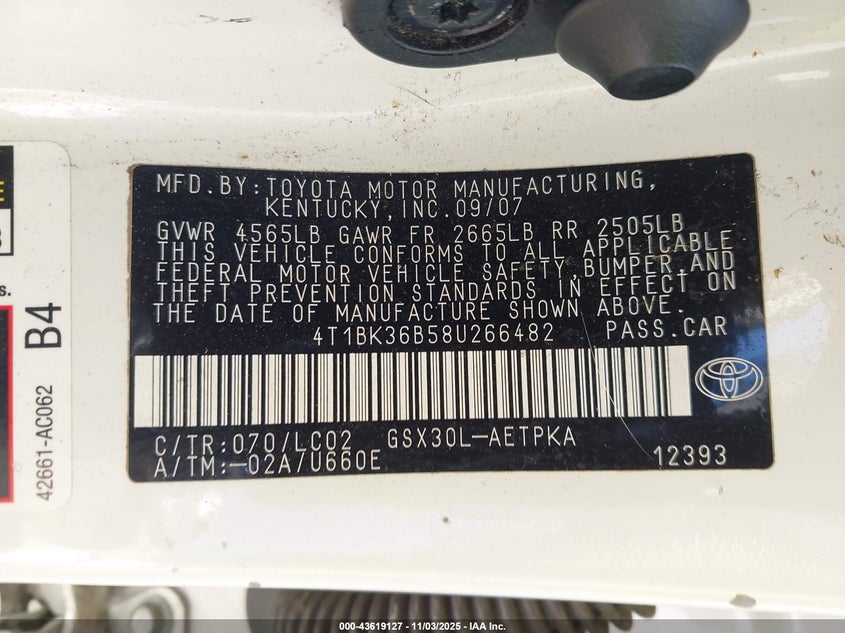 MFD.BY:TOYOTA MOTOR MANUFACTURING,
KENTUCKY,INC.09/07
GVWR 4565LB GAWR FR 2665LB RR 2505LB
THIS VEHICLE CONFORMS TO ALL APPLICABLE
FEDERAL MOTOR VEHICLE SAFETY,BUMPER,AND
THEFT PREVENTION STANDARDS IN EFFECT ON
THE DATE OF MANUFACTURE SHOWN ABOVE.
4T1BK36B58U266482 PASS.CAR
C/TR:070/LC02 GSX30L-AETPKA
A/TM:-02A/U660E 12393
TOYOTA
42661-AC062 B4
s.
000-43619127 - 11/03/2025 - IAA Inc.